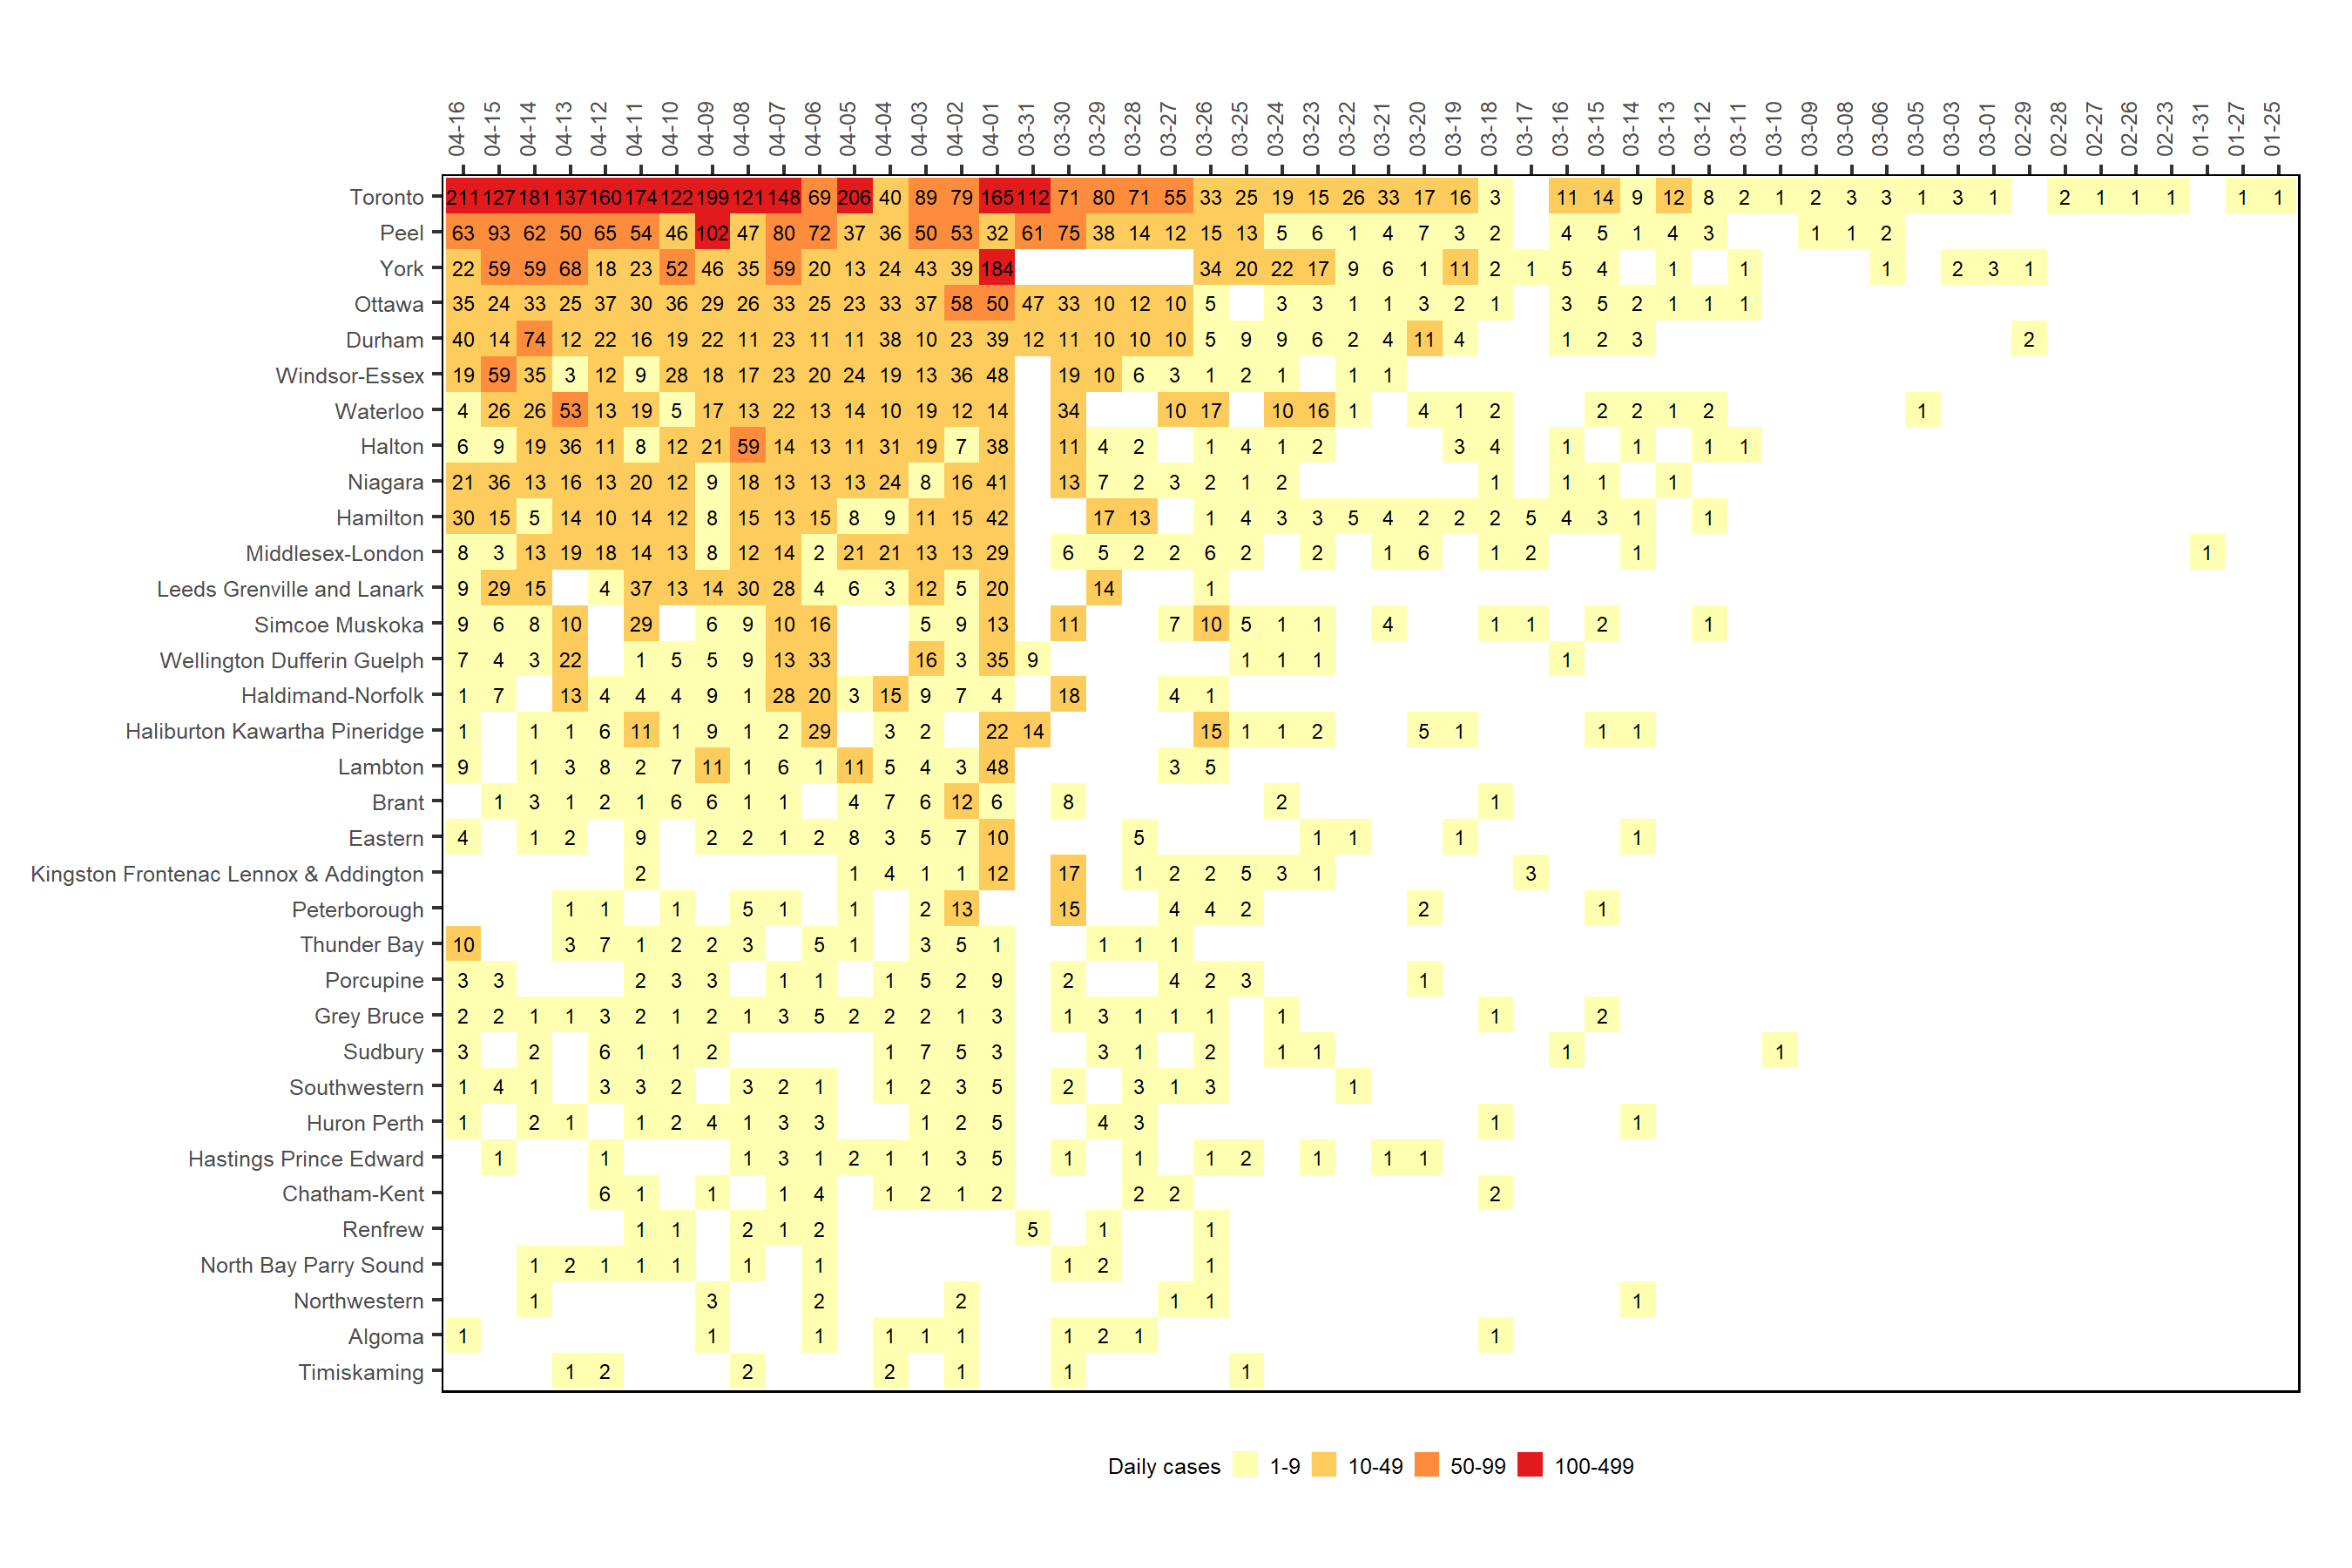 04-16 04-15 04-14 04-13 04-12 04-11 04-10 04-09 04-08 04-07 04-06 04-05 04-04 04-03 04-02 04-01 03-31 03-30 03-29 03-28 03-27 03-26 03-25 03-24 03-23 03-22 03-21 03-20 03-19 03-18 03-17 03-16 03-15 03-14 03-13 03-12 03-11 03-10 03-09 03-08 03-06 03-05 03-03 03-01 02-29 02-28 02-27 02-26 02-23 01-31 01-27 01-25
Toronto 211 127 181 137 160 174 122 199 121 148 69 206 40 89 79 165 112 71 80 71 55 33 25 19 15 26 33 17 16 3 11 14 9 12 8 2 1 2 3 3 1 3 1 2 1 1 1 1 1
Peel 63 93 62 50 65 54 46 102 47 80 72 37 36 50 53 32 61 75 38 14 12 15 13 5 6 1 4 7 3 2 4 5 1 4 3 1 1 2
York 22 59 59 68 18 23 52 46 35 59 20 13 24 43 39 184 34 20 22 17 9 6 1 11 2 1 5 4 1 1 1 2 3 1
Ottawa 35 24 33 25 37 30 36 29 26 33 25 23 33 37 58 50 47 33 10 12 10 5 3 3 1 1 3 2 1 3 5 2 1 1 1
Durham 40 14 74 12 22 16 19 22 11 23 11 11 38 10 23 39 12 11 10 10 10 5 9 9 6 2 4 11 4 1 2 3 2
Windsor-Essex 19 59 35 3 12 9 28 18 17 23 20 24 19 13 36 48 19 10 6 3 1 2 1 1 1
Waterloo 4 26 26 53 13 19 5 17 13 22 13 14 10 19 12 14 34 10 17 10 16 1 4 1 2 2 2 1 2 1
Halton 6 9 19 36 11 8 12 21 59 14 13 11 31 19 7 38 11 4 2 1 4 1 2 3 4 1 1 1 1
Niagara 21 36 13 16 13 20 12 9 18 13 13 13 24 8 16 41 13 7 2 3 2 1 2 1 1 1 1
Hamilton 30 15 5 14 10 14 12 8 15 13 15 8 9 11 15 42 17 13 1 4 3 3 5 4 2 2 2 5 4 3 1 1
Middlesex-London 8 3 13 19 18 14 13 8 12 14 2 21 21 13 13 29 6 5 2 2 6 2 2 1 6 1 2 1 1
Leeds Grenville and Lanark 9 29 15 4 37 13 14 30 28 4 6 3 12 5 20 14 1
Simcoe Muskoka 9 6 8 10 29 6 9 10 16 5 9 13 11 7 10 5 1 1 4 1 1 2 1
Wellington Dufferin Guelph 7 4 3 22 1 5 5 9 13 33 16 3 35 9 1 1 1 1
Haldimand-Norfolk 1 7 13 4 4 4 9 1 28 20 3 15 9 7 4 18 4 1
Haliburton Kawartha Pineridge 1 1 1 6 11 1 9 1 2 29 3 2 22 14 15 1 1 2 5 1 1 1
Lambton 9 1 3 8 2 7 11 1 6 1 11 5 4 3 48 3 5
Brant 1 3 1 2 1 6 6 1 1 4 7 6 12 6 8 2 1
Eastern 4 1 2 9 2 2 1 2 8 3 5 7 10 5 1 1 1 1
Kingston Frontenac Lennox & Addington 2 1 4 1 1 12 17 1 2 2 5 3 1 3
Peterborough 1 1 1 5 1 1 2 13 15 4 4 2 2 1
Thunder Bay 10 3 7 1 2 2 3 5 1 3 5 1 1 1 1
Porcupine 3 3 2 3 3 1 1 1 5 2 9 2 4 2 3 1
Grey Bruce 2 2 1 1 3 2 1 2 1 3 5 2 2 2 1 3 1 3 1 1 1 1 1 2
Sudbury 3 2 6 1 1 2 1 7 5 3 3 1 2 1 1 1 1
Southwestern 1 4 1 3 3 2 3 2 1 1 2 3 5 2 3 1 3 1
Huron Perth 1 2 1 1 2 4 1 3 3 1 2 5 4 3 1 1
Hastings Prince Edward 1 1 1 3 1 2 1 1 3 5 1 1 1 2 1 1 1
Chatham-Kent 6 1 1 1 4 1 2 1 2 2 2 2
Renfrew 1 1 2 1 2 5 1 1
North Bay Parry Sound 1 2 1 1 1 1 1 1 2 1
Northwestern 1 3 2 2 1 1 1
Algoma 1 1 1 1 1 1 1 2 1 1
Timiskaming 1 2 2 2 1 1 1
Daily cases 1-9 10-49 50-99 100-499